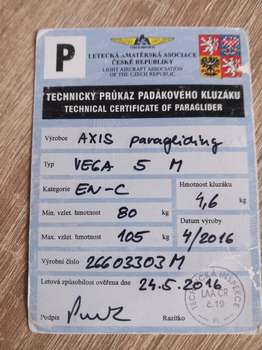 P
LETECKÁ AMATÉRSKÁ ASOCIACE
ČESKÉ REPUBLIKY
LIGHT AIRCRAFT ASSOCIATION
OF THE CZECH REPUBLIC
TECHNICKÝ PRŮKAZ PADÁKOVÉHO KLUZÁKU
TECHNICAL CERTIFICATE OF PARAGLIDER
Výrobce AXIS paragliding
Typ VEGA 5 M
Kategorie EN-C Hmotnost kluzáku
4,6 kg
Min. vzlet. hmotnost 80 kg Datum výroby
Max. vzlet. hmotnost 105 kg 4/2016
Výrobní číslo 26603303M
Letová způsobilost ověřena dne 24.5.2016
Podpis Razítko
LAA ČR